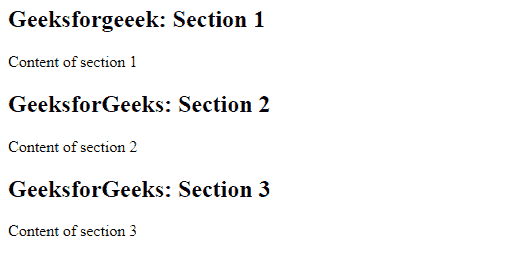 Geeksforgeeek: Section 1
Content of section 1
GeeksforGeeks: Section 2
Content of section 2
GeeksforGeeks: Section 3
Content of section 3